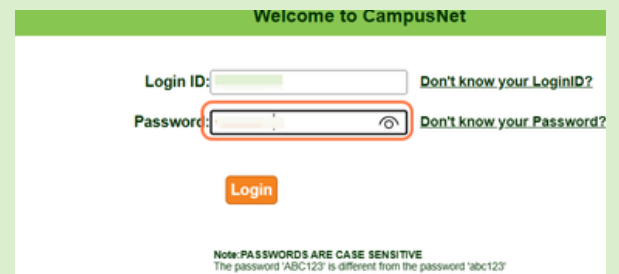 Welcome to CampusNet
Login ID: Don't know your LoginID?
Password: Don't know your Password?
Login
Note:PASSWORDS ARE CASE SENSITIVE
The password 'ABC123' is different from the password 'abc123'